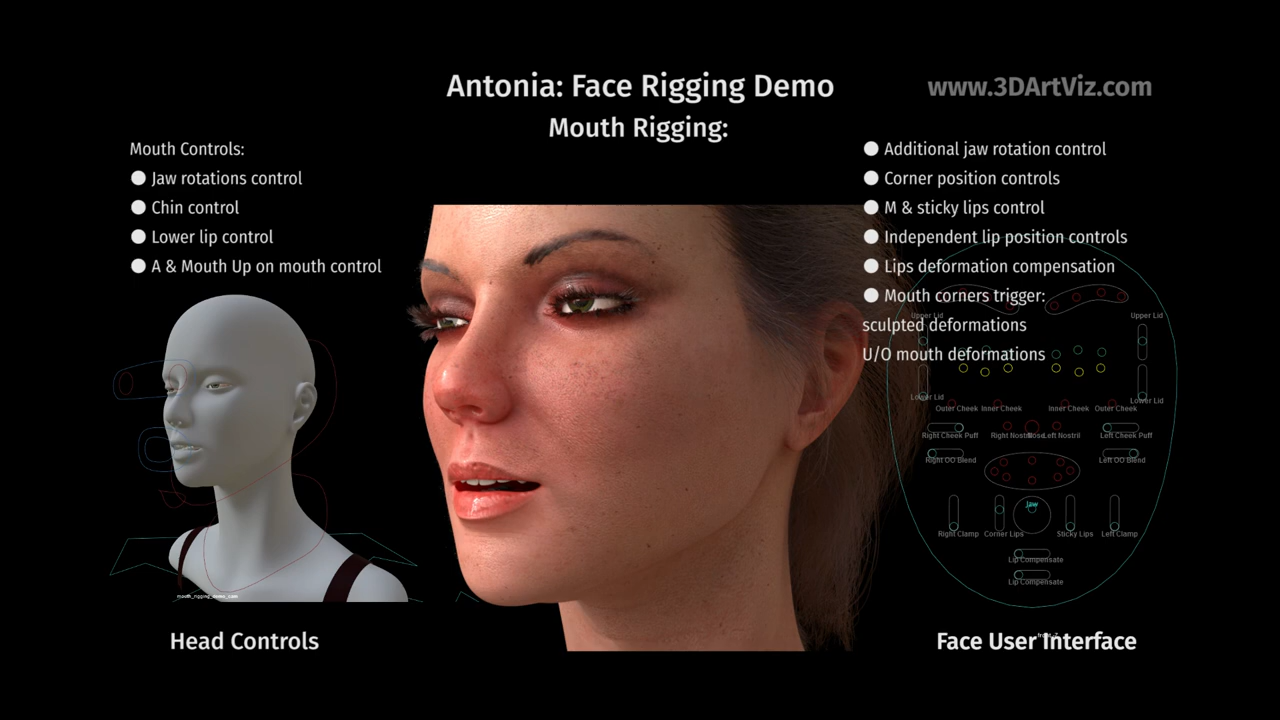 Antonia: Face Rigging Demo
www.3DArtViz.com
Mouth Rigging:
Mouth Controls:
● Jaw rotations control
● Chin control
● Lower lip control
● A & Mouth Up on mouth control
● Additional jaw rotation control
● Corner position controls
● M & sticky lips control
● Independent lip position controls
● Lips deformation compensation
● Mouth corners trigger:
sculpted deformations
U/O mouth deformations
Upper Lid
Upper Lid
Lower Lid
Lower Lid
Outer Cheek Inner Cheek Inner Cheek Outer Cheek
Right Cheek Puff Right Nostril Nose Left Nostril Left Cheek Puff
Right OO Blend Left OO Blend
Jaw
Right Clamp Corner Lips Sticky Lips Left Clamp
Lip Compensate
Lip Compensate
mouth_rigging_demo_cam
Head Controls
Face User Interface